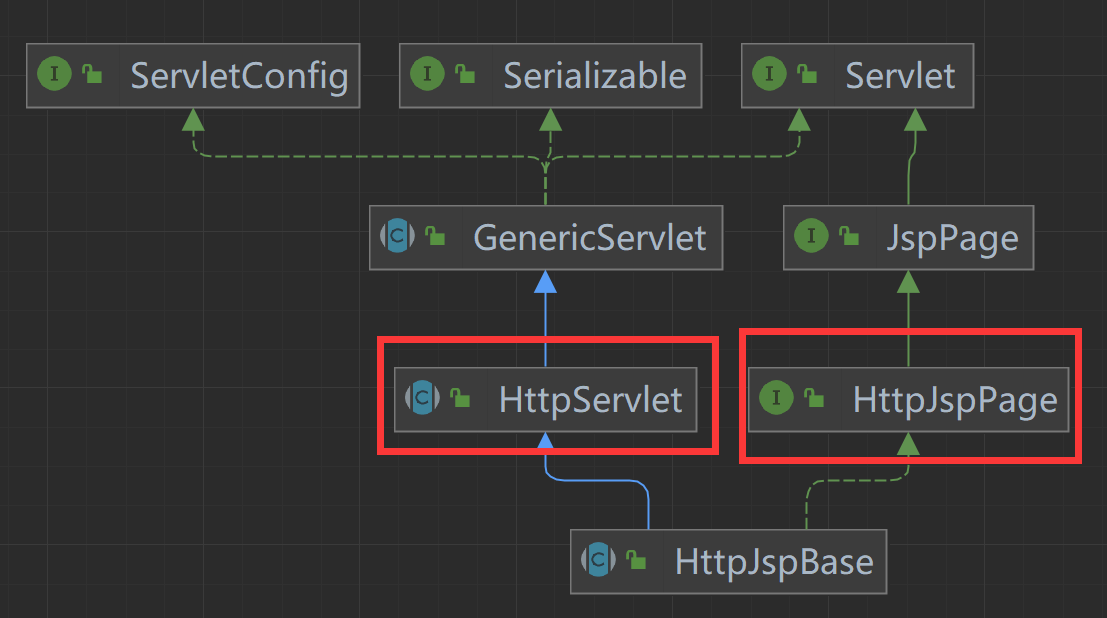 I ServletConfig
I Serializable
I Servlet
C GenericServlet
I JspPage
C HttpServlet
I HttpJspPage
C HttpJspBase